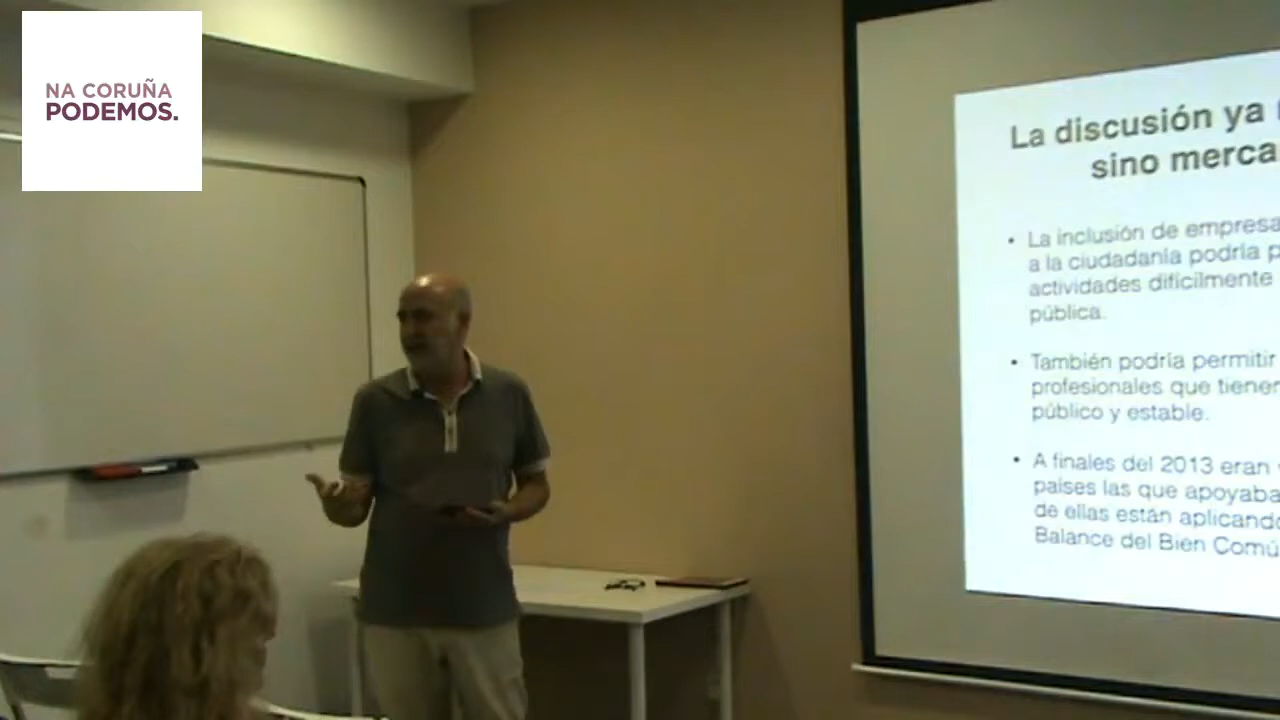 NA CORUÑA
PODEMOS.
La discusión ya
sino merca
• La inclusión de empresa
a la ciudadanía podría p
actividades difícilmente
pública.
• También podría permitir
profesionales que tienen
público y estable.
• A finales del 2013 eran
países las que apoyaba
de ellas están aplicando
Balance del Bien Comú